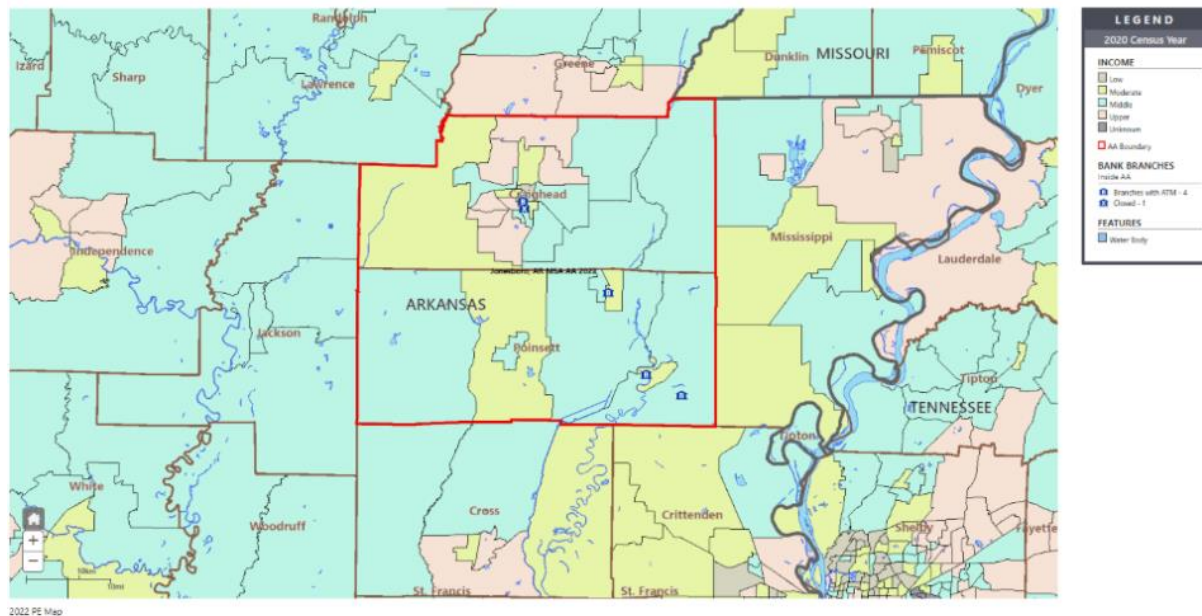 Randolph
Izard
Sharp
Lawrence
Greene
Dunklin
MISSOURI
Pemiscot
Dyer
Craighead
Independence
Mississippi
Lauderdale
Jonesboro, AR MSA AA 2022
ARKANSAS
Jackson
Poinsett
Tipton
TENNESSEE
Tipton
White
Woodruff
Cross
Crittenden
Shelby
Fayette
St. Francis
St. Francis
+
−
10km
10mi
2022 PE Map
LEGEND
2020 Census Year
INCOME
Low
Moderate
Middle
Upper
Unknown
AA Boundary
BANK BRANCHES
Inside AA
Branches with ATM - 4
Closed - 1
FEATURES
Water Body